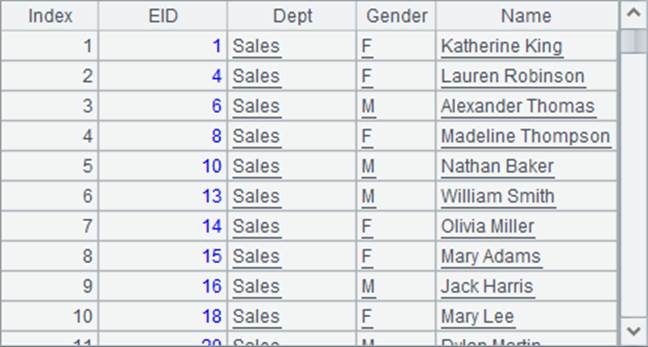 Index EID Dept Gender Name
1 1 Sales F Katherine King
2 4 Sales F Lauren Robinson
3 6 Sales M Alexander Thomas
4 8 Sales F Madeline Thompson
5 10 Sales M Nathan Baker
6 13 Sales M William Smith
7 14 Sales F Olivia Miller
8 15 Sales F Mary Adams
9 16 Sales M Jack Harris
10 18 Sales F Mary Lee
11 20 Sales M Dylan Martin